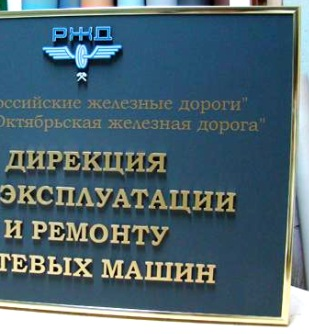 РЖД
оссийские железные дороги"
Октябрьская железная дорога"
ДИРЕКЦИЯ
ЭКСПЛУАТАЦИИ
И РЕМОНТУ
ТЕВЫХ МАШИН